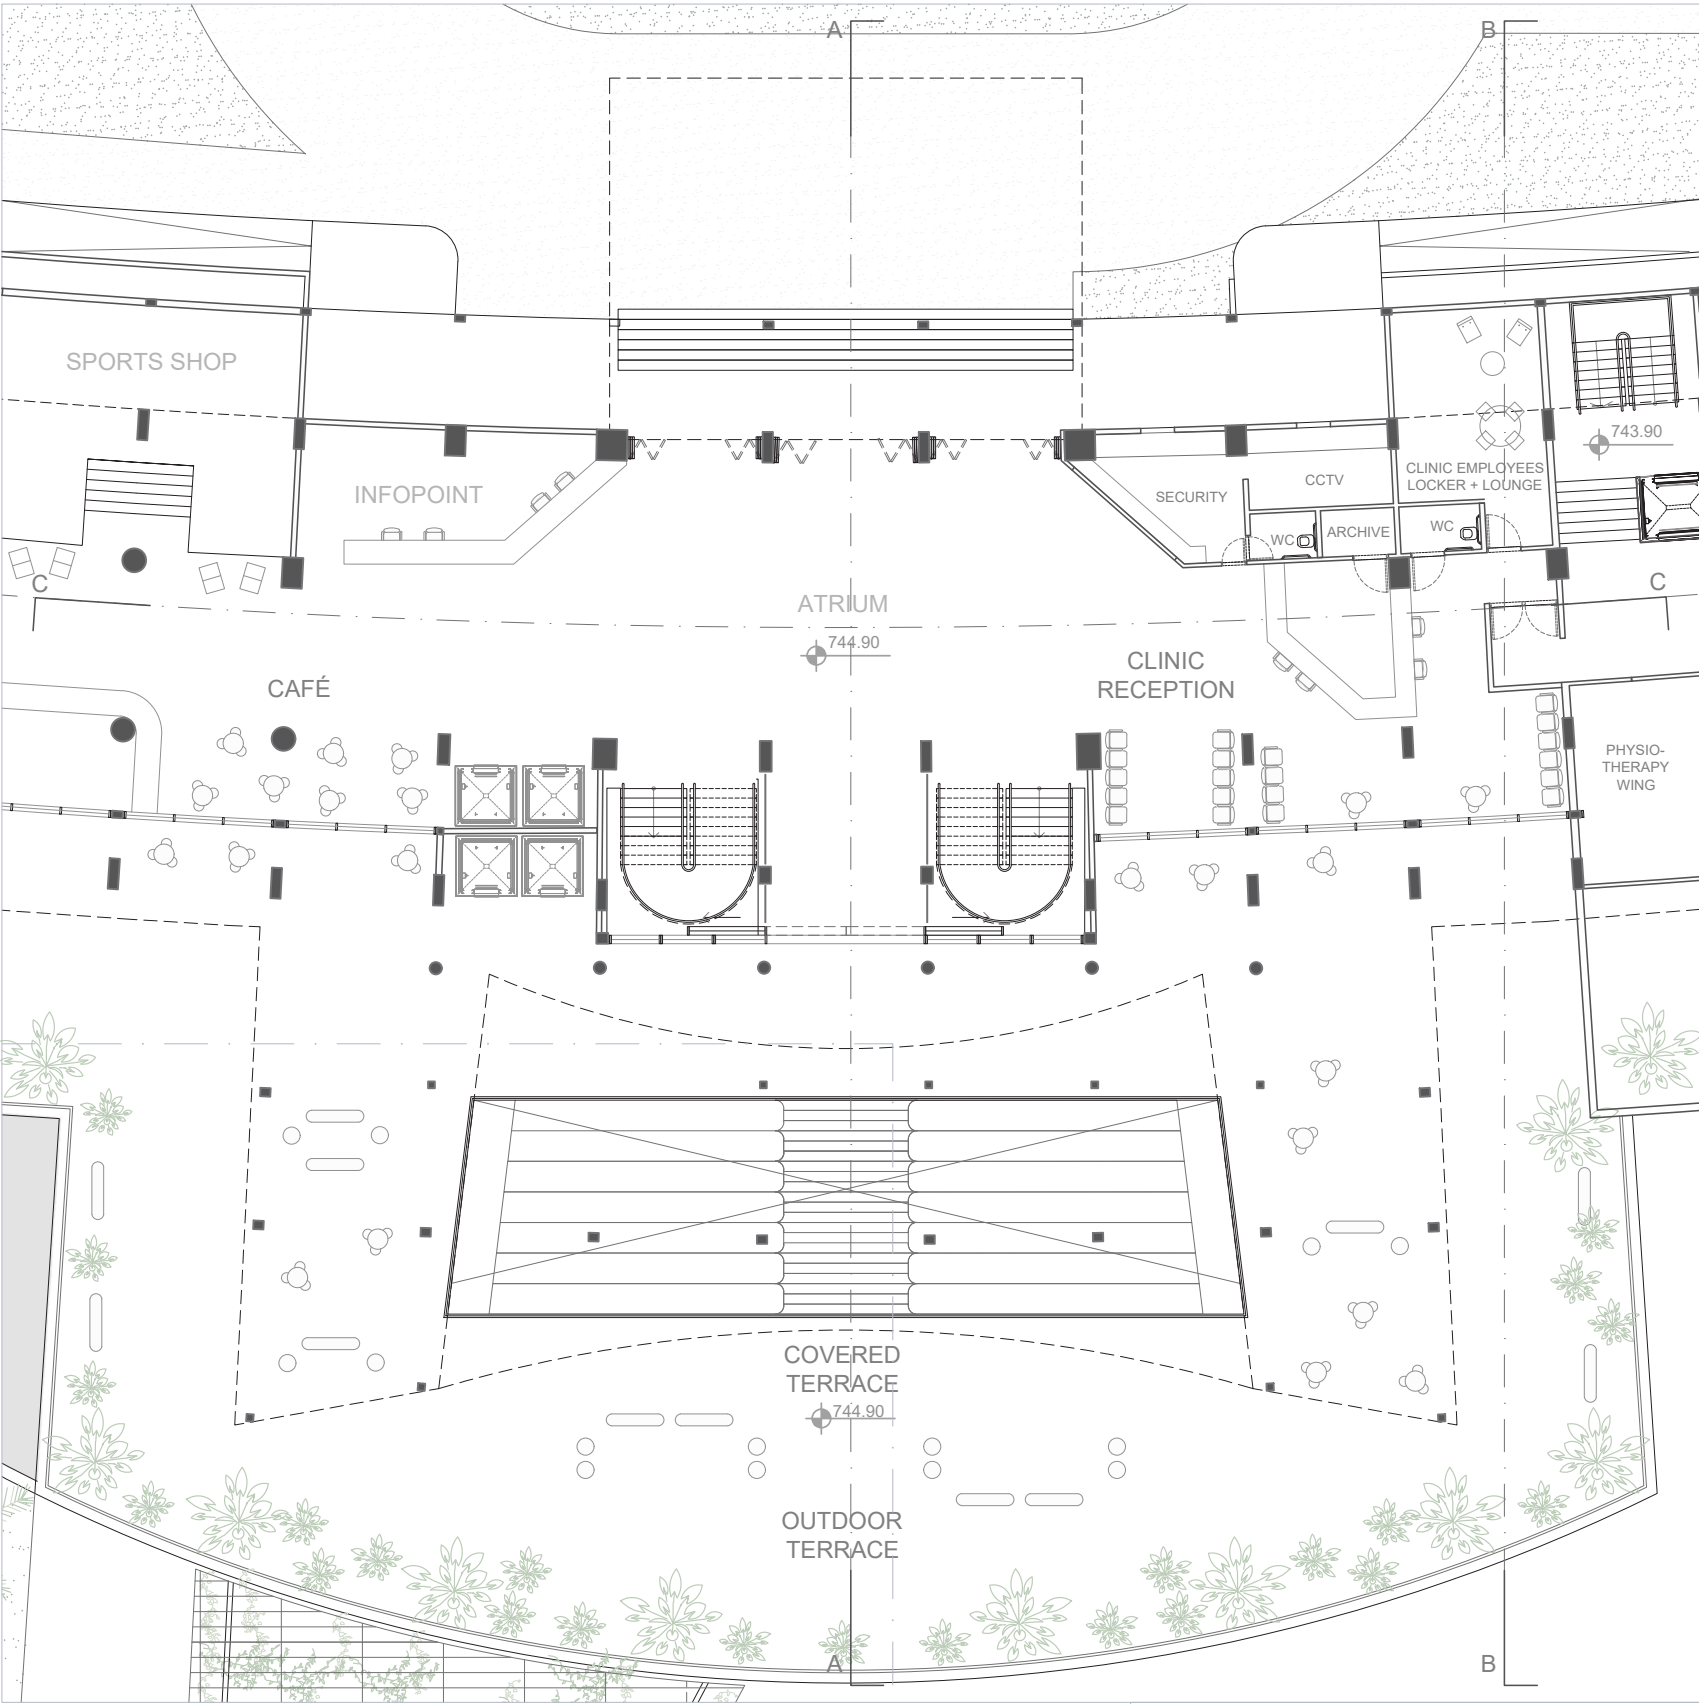 A
B
SPORTS SHOP
INFOPOINT
SECURITY
CCTV
CLINIC EMPLOYEES
LOCKER + LOUNGE
743.90
WC
ARCHIVE
WC
C
C
ATRIUM
744.90
CAFÉ
CLINIC
RECEPTION
PHYSIO-
THERAPY
WING
COVERED
TERRACE
744.90
OUTDOOR
TERRACE
A
B